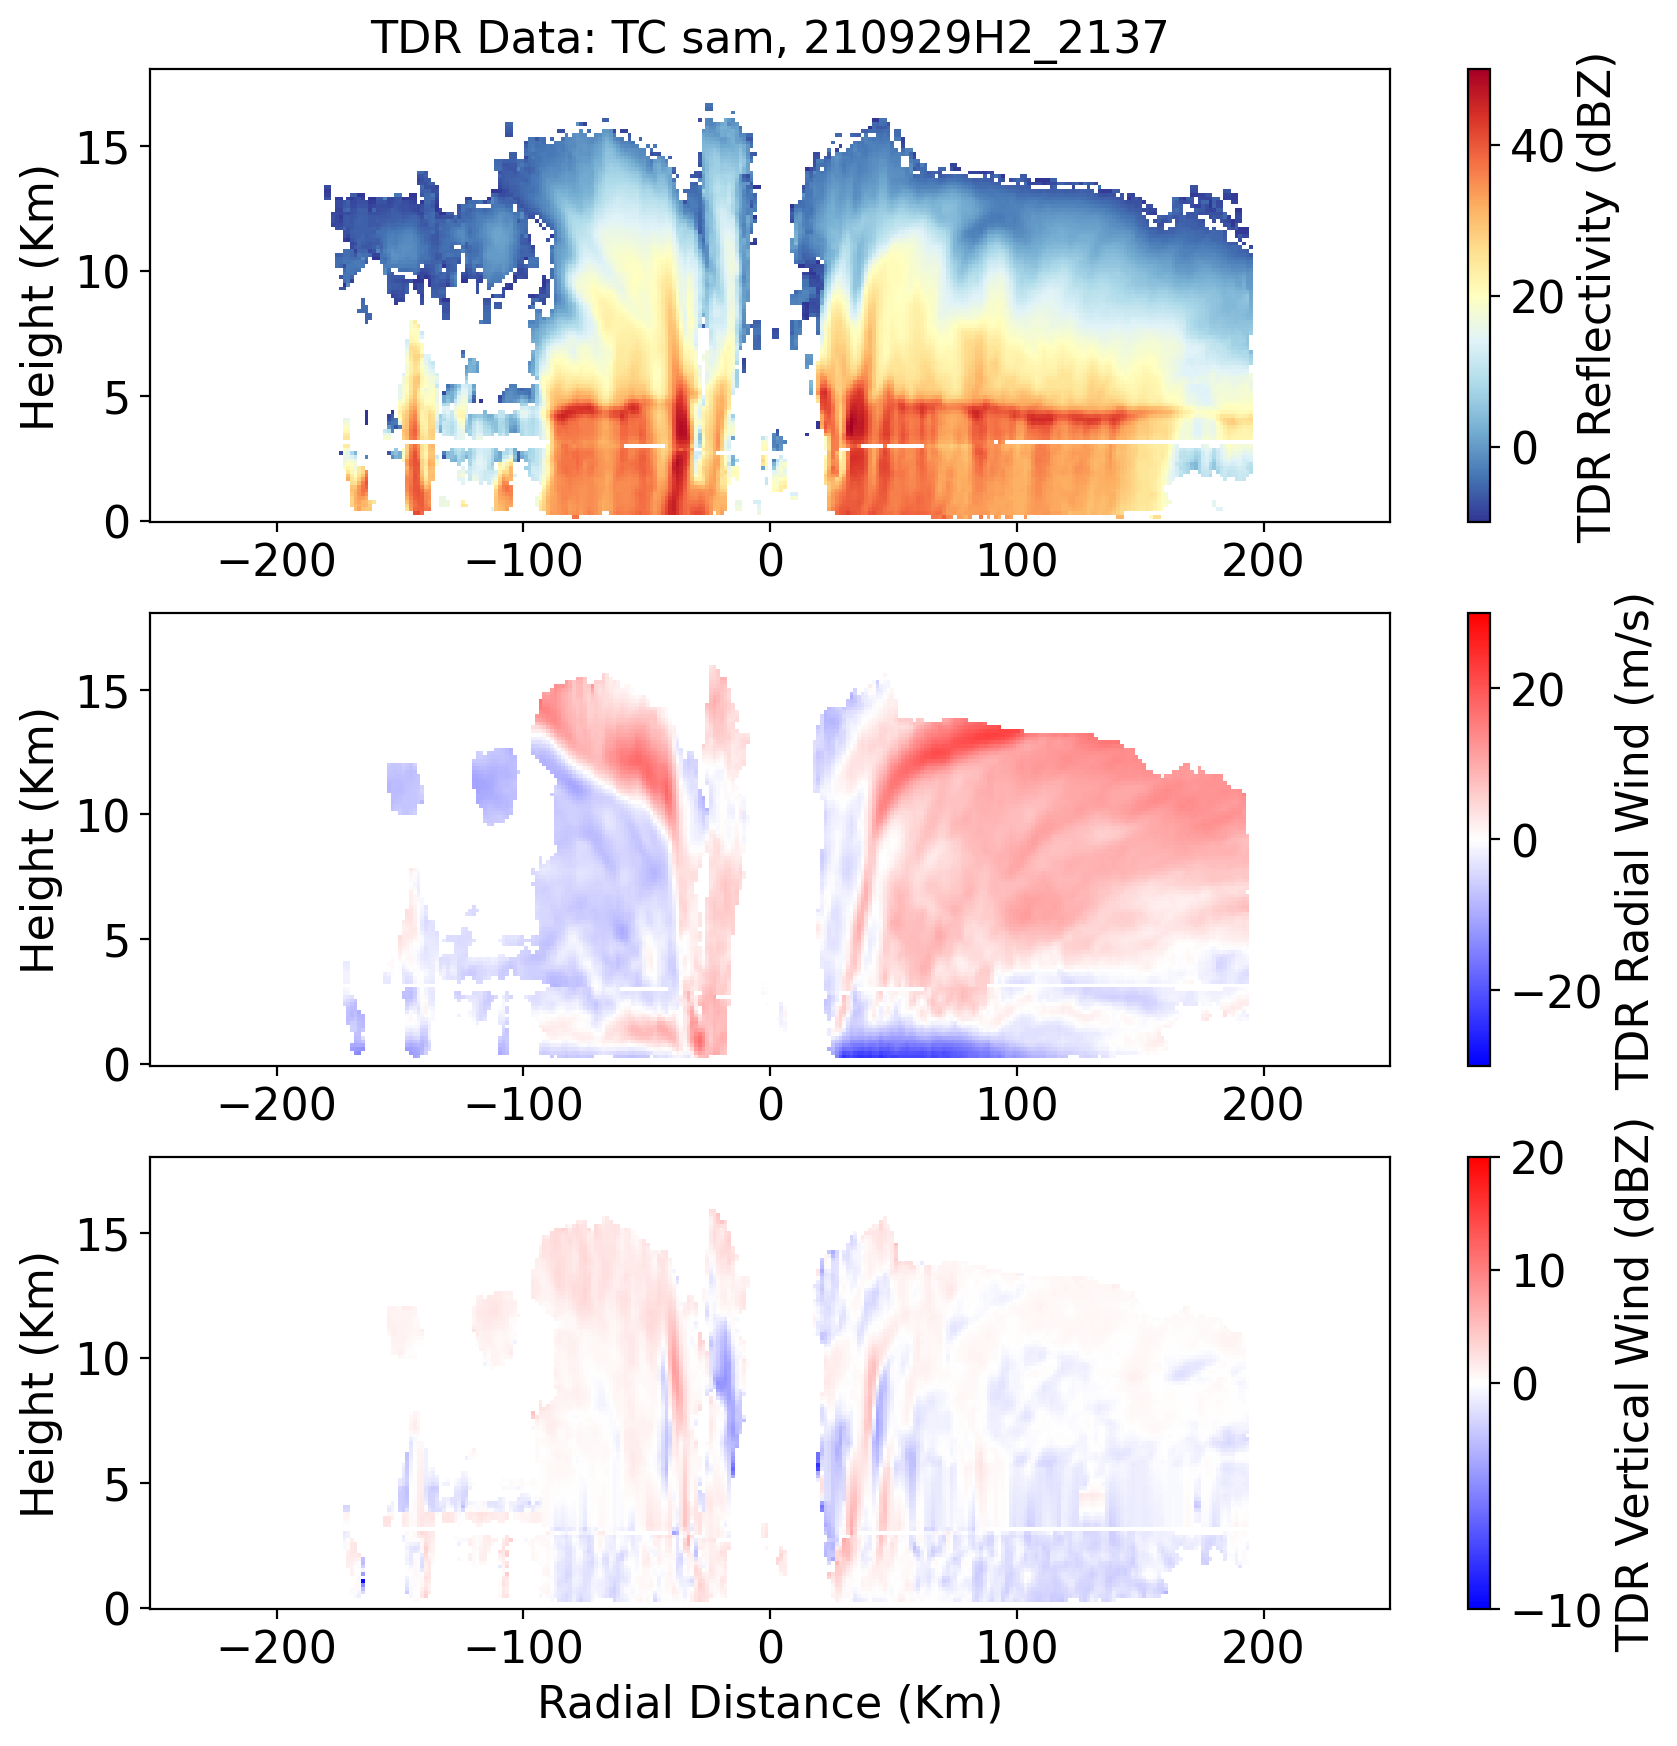 TDR Data: TC sam, 210929H2_2137
Height (Km)
15
10
5
0
−200 −100 0 100 200
40
20
0
TDR Reflectivity (dBZ)
Height (Km)
15
10
5
0
−200 −100 0 100 200
20
0
−20
TDR Radial Wind (m/s)
Height (Km)
15
10
5
0
−200 −100 0 100 200
Radial Distance (Km)
20
10
0
−10
TDR Vertical Wind (dBZ)